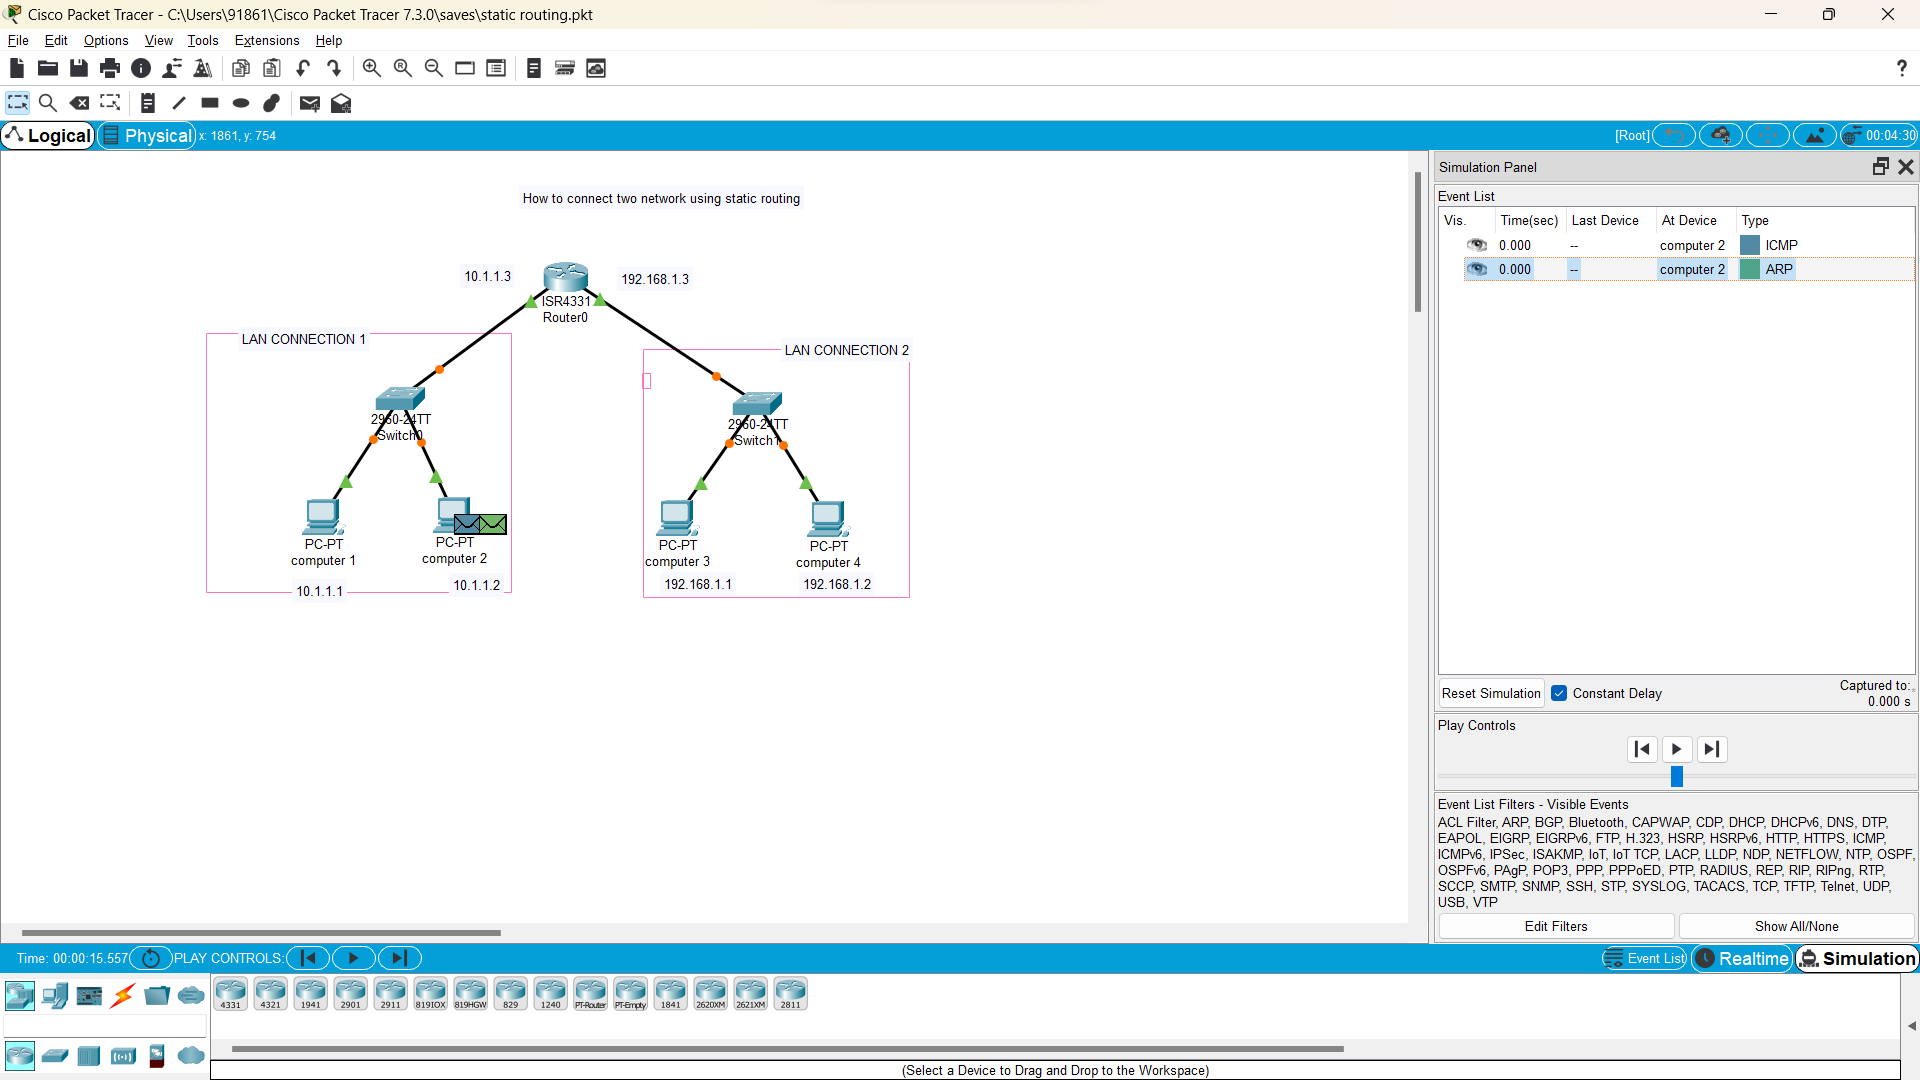 Cisco Packet Tracer - C:\Users\91861\Cisco Packet Tracer 7.3.0\saves\static routing.pkt
File Edit Options View Tools Extensions Help
Logical Physical x: 1861, y: 754 [Root] 00:04:30
How to connect two network using static routing
10.1.1.3
192.168.1.3
ISR4331
Router0
LAN CONNECTION 1
LAN CONNECTION 2
2960-24TT
Switch0
2960-24TT
Switch1
PC-PT
computer 1
PC-PT
computer 2
PC-PT
computer 3
PC-PT
computer 4
10.1.1.1
10.1.1.2
192.168.1.1
192.168.1.2
Simulation Panel
Event List
Vis. Time(sec) Last Device At Device Type
0.000 -- computer 2 ICMP
0.000 -- computer 2 ARP
Reset Simulation Constant Delay
Captured to:
0.000 s
Play Controls
Event List Filters - Visible Events
ACL Filter, ARP, BGP, Bluetooth, CAPWAP, CDP, DHCP, DHCPv6, DNS, DTP,
EAPOL, EIGRP, EIGRPv6, FTP, H.323, HSRP, HSRPv6, HTTP, HTTPS, ICMP,
ICMPv6, IPSec, ISAKMP, IoT, IoT TCP, LACP, LLDP, NDP, NETFLOW, NTP, OSPF,
OSPFv6, PAgP, POP3, PPP, PPPoED, PTP, RADIUS, REP, RIP, RIPng, RTP,
SCCP, SMTP, SNMP, SSH, STP, SYSLOG, TACACS, TCP, TFTP, Telnet, UDP,
USB, VTP
Edit Filters Show All/None
Time: 00:00:15.557 PLAY CONTROLS: Event List Realtime Simulation
4331 4321 1941 2901 2911 819IOX 819HGW 829 1240 PT-Router PT-Empty 1841 2620XM 2621XM 2811
(Select a Device to Drag and Drop to the Workspace)